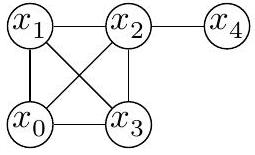 x₁ x₂ x₄
x₀ x₃